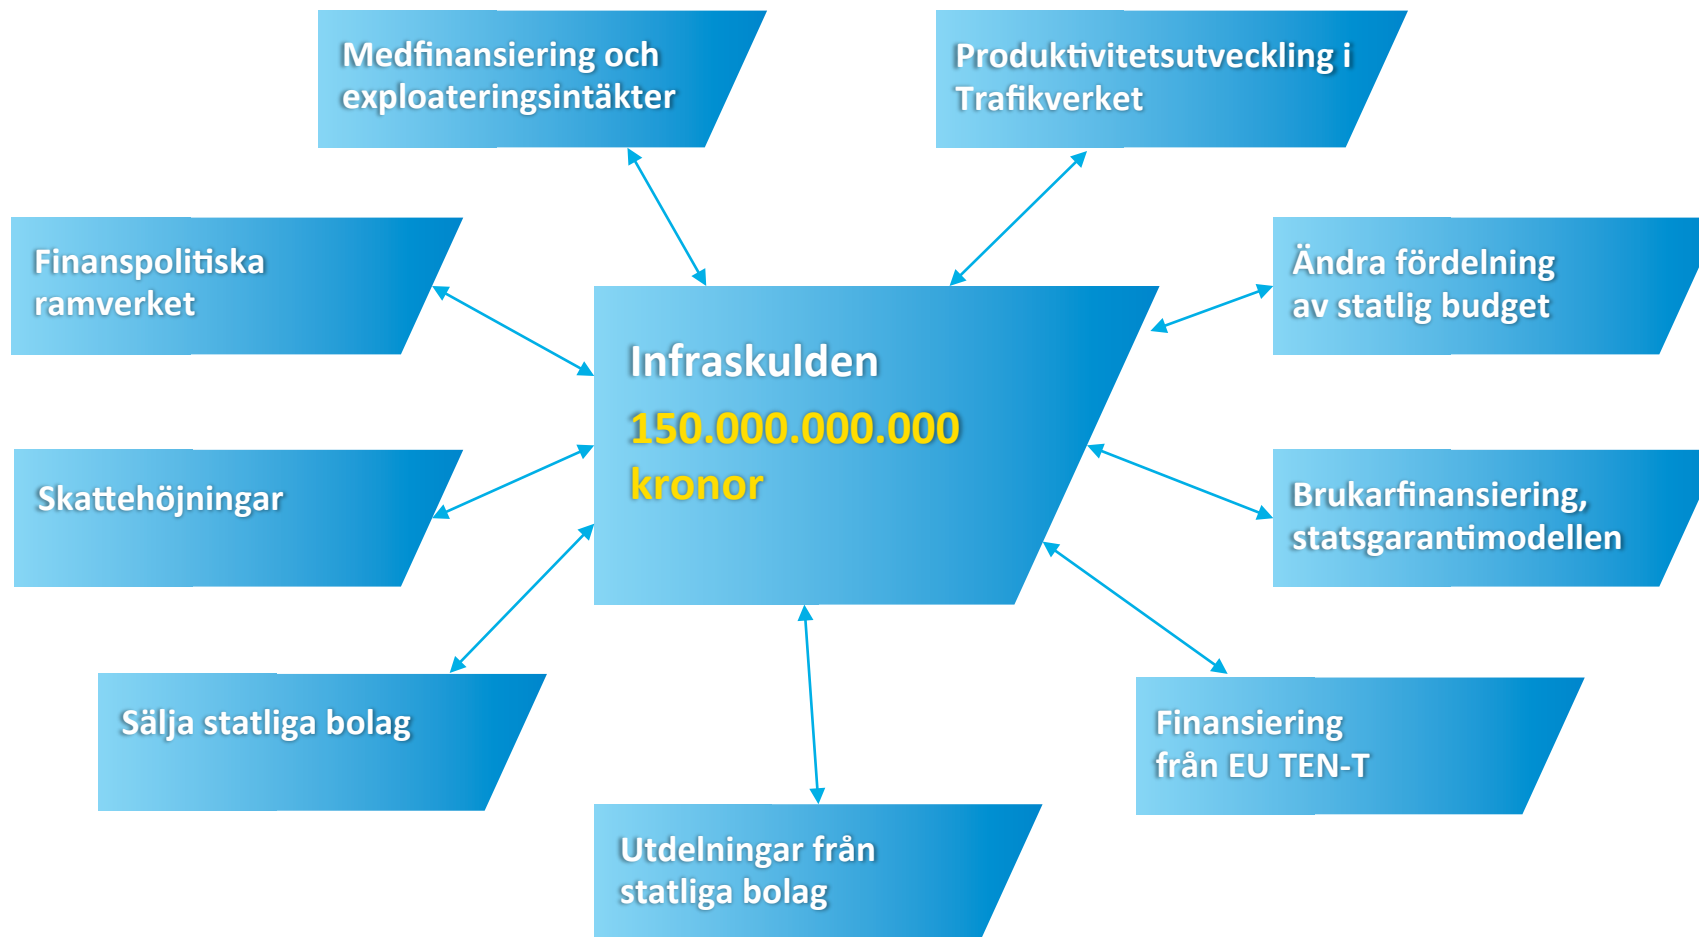 Medfinansiering och
exploateringsintäkter
Produktivitetsutveckling i
Trafikverket
Finanspolitiska
ramverket
Ändra fördelning
av statlig budget
Infraskulden
150.000.000.000
kronor
Skattehöjningar
Brukarfinansiering,
statsgarantimodellen
Sälja statliga bolag
Finansiering
från EU TEN-T
Utdelningar från
statliga bolag